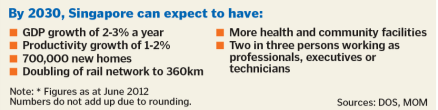 By 2030, Singapore can expect to have:
GDP growth of 2-3% a year
Productivity growth of 1-2%
700,000 new homes
Doubling of rail network to 360km
More health and community facilities
Two in three persons working as
professionals, executives or
technicians
Note: * Figures as at June 2012
Numbers do not add up due to rounding.
Sources: DOS, MOM